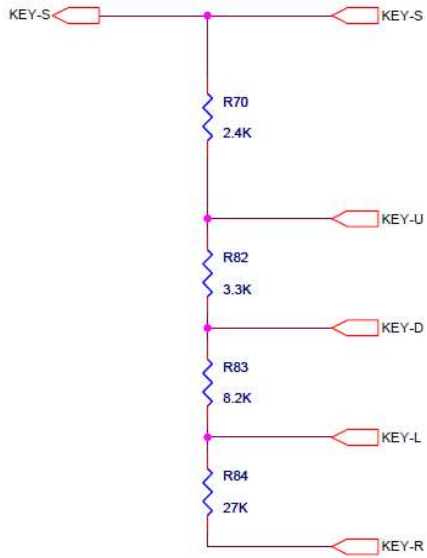 KEY-S
KEY-S
R70
2.4K
KEY-U
R82
3.3K
KEY-D
R83
8.2K
KEY-L
R84
27K
KEY-R